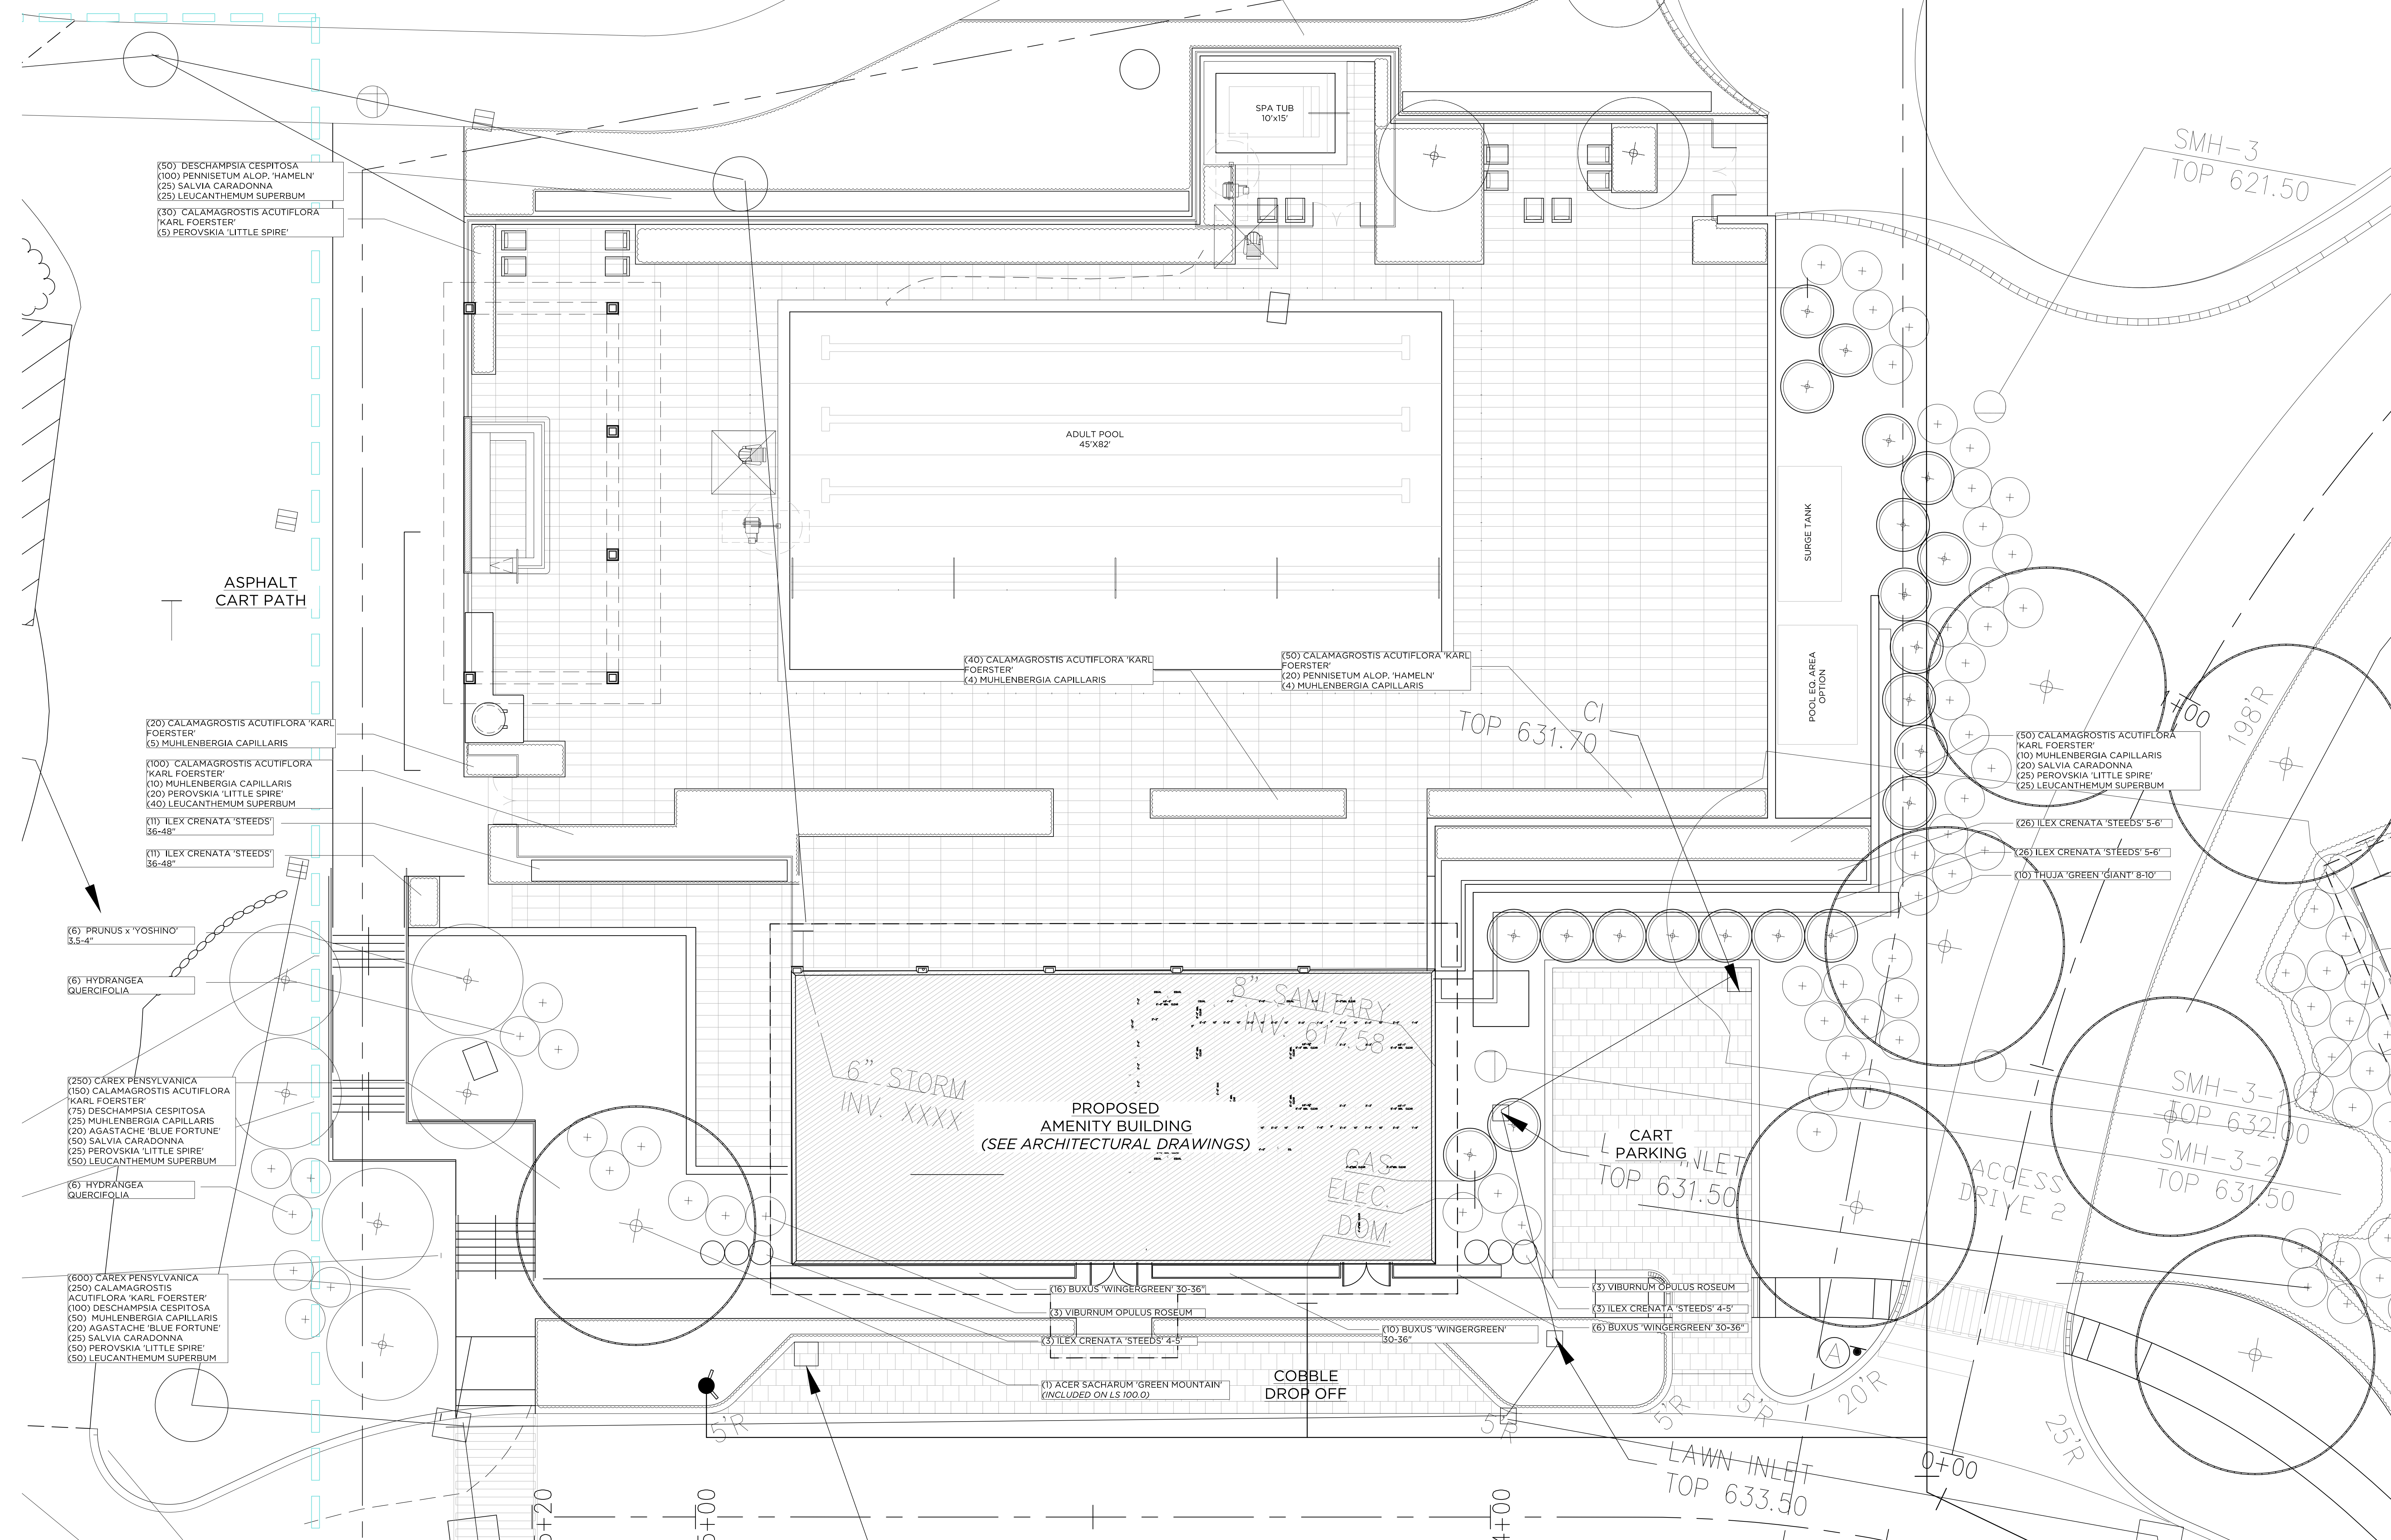 SPA TUB
10'x15'
SMH-3
TOP 621.50
(50) DESCHAMPSIA CESPITOSA
(100) PENNISETUM ALOP. 'HAMELN'
(25) SALVIA CARADONNA
(25) LEUCANTHEMUM SUPERBUM
(30) CALAMAGROSTIS ACUTIFLORA
'KARL FOERSTER'
(5) PEROVSKIA 'LITTLE SPIRE'
ADULT POOL
45'X82'
SURGE TANK
ASPHALT
CART PATH
POOL EQ. AREA
OPTION
(40) CALAMAGROSTIS ACUTIFLORA 'KARL
FOERSTER'
(4) MUHLENBERGIA CAPILLARIS
(50) CALAMAGROSTIS ACUTIFLORA 'KARL
FOERSTER'
(20) PENNISETUM ALOP, 'HAMELN'
(4) MUHLENBERGIA CAPILLARIS
CI
TOP 631.70
1+00
198'R
(20) CALAMAGROSTIS ACUTIFLORA 'KARL
FOERSTER'
(5) MUHLENBERGIA CAPILLARIS
(50) CALAMAGROSTIS ACUTIFLORA
'KARL FOERSTER'
(10) MUHLENBERGIA CAPILLARIS
(20) SALVIA CARADONNA
(25) PEROVSKIA 'LITTLE SPIRE'
(25) LEUCANTHEMUM SUPERBUM
(100) CALAMAGROSTIS ACUTIFLORA
'KARL FOERSTER'
(10) MUHLENBERGIA CAPILLARIS
(20) PEROVSKIA 'LITTLE SPIRE'
(40) LEUCANTHEMUM SUPERBUM
(11) ILEX CRENATA 'STEEDS'
36-48"
(11) ILEX CRENATA 'STEEDS'
36-48"
(26) ILEX CRENATA 'STEEDS' 5-6'
(26) ILEX CRENATA 'STEEDS' 5-6'
(10) THUJA 'GREEN 'GIANT' 8-10'
(6) PRUNUS x 'YOSHINO'
3.5-4"
(6) HYDRANGEA
QUERCIFOLIA
8" SANITARY
INV. 617.58
6" STORM
INV. XXXX
PROPOSED
AMENITY BUILDING
(SEE ARCHITECTURAL DRAWINGS)
GAS
ELEC.
DOM.
CART
PARKING
INLET
TOP 631.50
SMH-3-1
TOP 632.00
SMH-3-2
TOP 631.50
ACCESS
DRIVE 2
(250) CAREX PENSYLVANICA
(150) CALAMAGROSTIS ACUTIFLORA
'KARL FOERSTER'
(75) DESCHAMPSIA CESPITOSA
(25) MUHLENBERGIA CAPILLARIS
(20) AGASTACHE 'BLUE FORTUNE'
(50) SALVIA CARADONNA
(25) PEROVSKIA 'LITTLE SPIRE'
(50) LEUCANTHEMUM SUPERBUM
(6) HYDRANGEA
QUERCIFOLIA
(600) CAREX PENSYLVANICA
(250) CALAMAGROSTIS
ACUTIFLORA 'KARL FOERSTER'
(100) DESCHAMPSIA CESPITOSA
(50) MUHLENBERGIA CAPILLARIS
(20) AGASTACHE 'BLUE FORTUNE'
(25) SALVIA CARADONNA
(50) PEROVSKIA 'LITTLE SPIRE'
(50) LEUCANTHEMUM SUPERBUM
(16) BUXUS 'WINGERGREEN' 30-36"
(3) VIBURNUM OPULUS ROSEUM
(3) ILEX CRENATA 'STEEDS' 4-5'
(1) ACER SACHARUM 'GREEN MOUNTAIN'
(INCLUDED ON LS 100.0)
(10) BUXUS 'WINGERGREEN'
30-36"
(3) VIBURNUM OPULUS ROSEUM
(3) ILEX CRENATA 'STEEDS' 4-5'
(6) BUXUS 'WINGERGREEN' 30-36"
COBBLE
DROP OFF
A
5'R
5'R
5'R
5'R
20'R
25'R
LAWN INLET
TOP 633.50
0+00
5+20
5+00
4+00